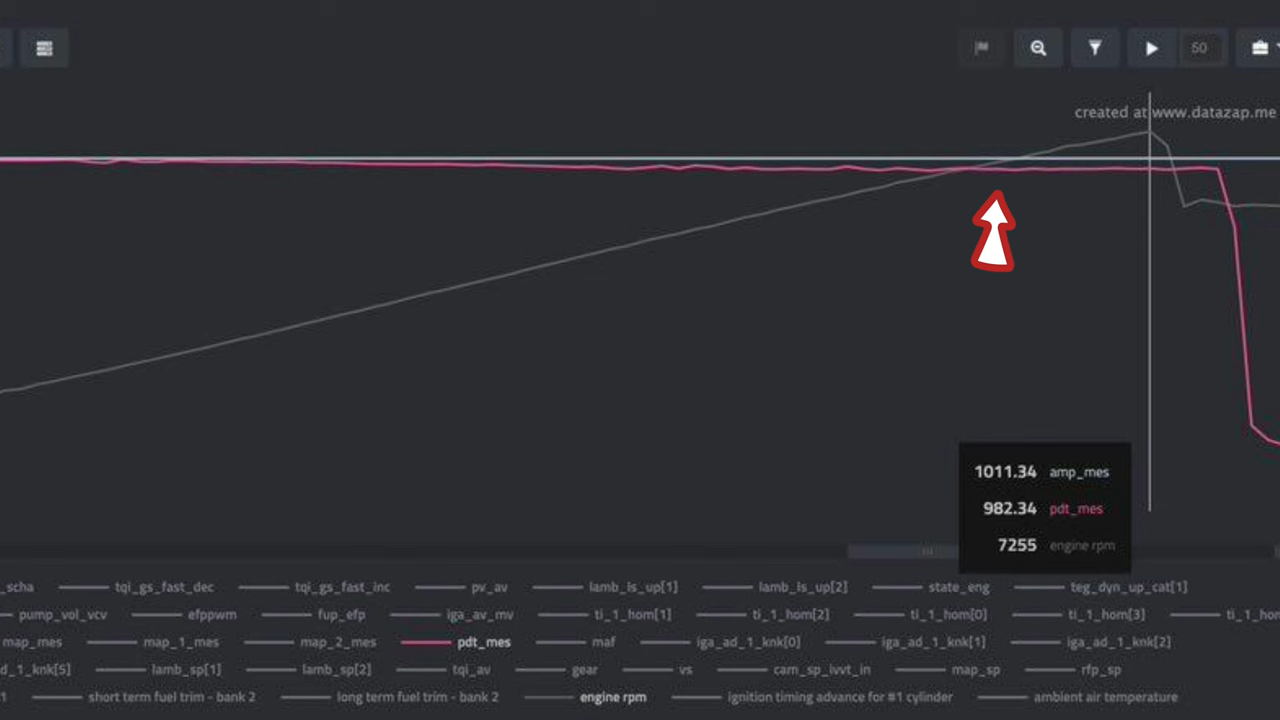 50
created at www.datazap.me
1011.34 amp_mes
982.34 pdt_mes
7255 engine rpm
_scha tqi_gs_fast_dec tqi_gs_fast_inc pv_av lamb_ls_up[1] lamb_ls_up[2] state_eng teg_dyn_up_cat[1]
pump_vol_vcv efppwm fup_efp iga_av_mv ti_1_hom[1] ti_1_hom[2] ti_1_hom[0] ti_1_hom[3] ti_1_hom
map_mes map_1_mes map_2_mes pdt_mes maf iga_ad_1_knk[0] iga_ad_1_knk[1] iga_ad_1_knk[2]
d_1_knk[5] lamb_sp[1] lamb_sp[2] tqi_av gear vs cam_sp_ivvt_in map_sp rfp_sp
1 short term fuel trim - bank 2 long term fuel trim - bank 2 engine rpm ignition timing advance for #1 cylinder ambient air temperature